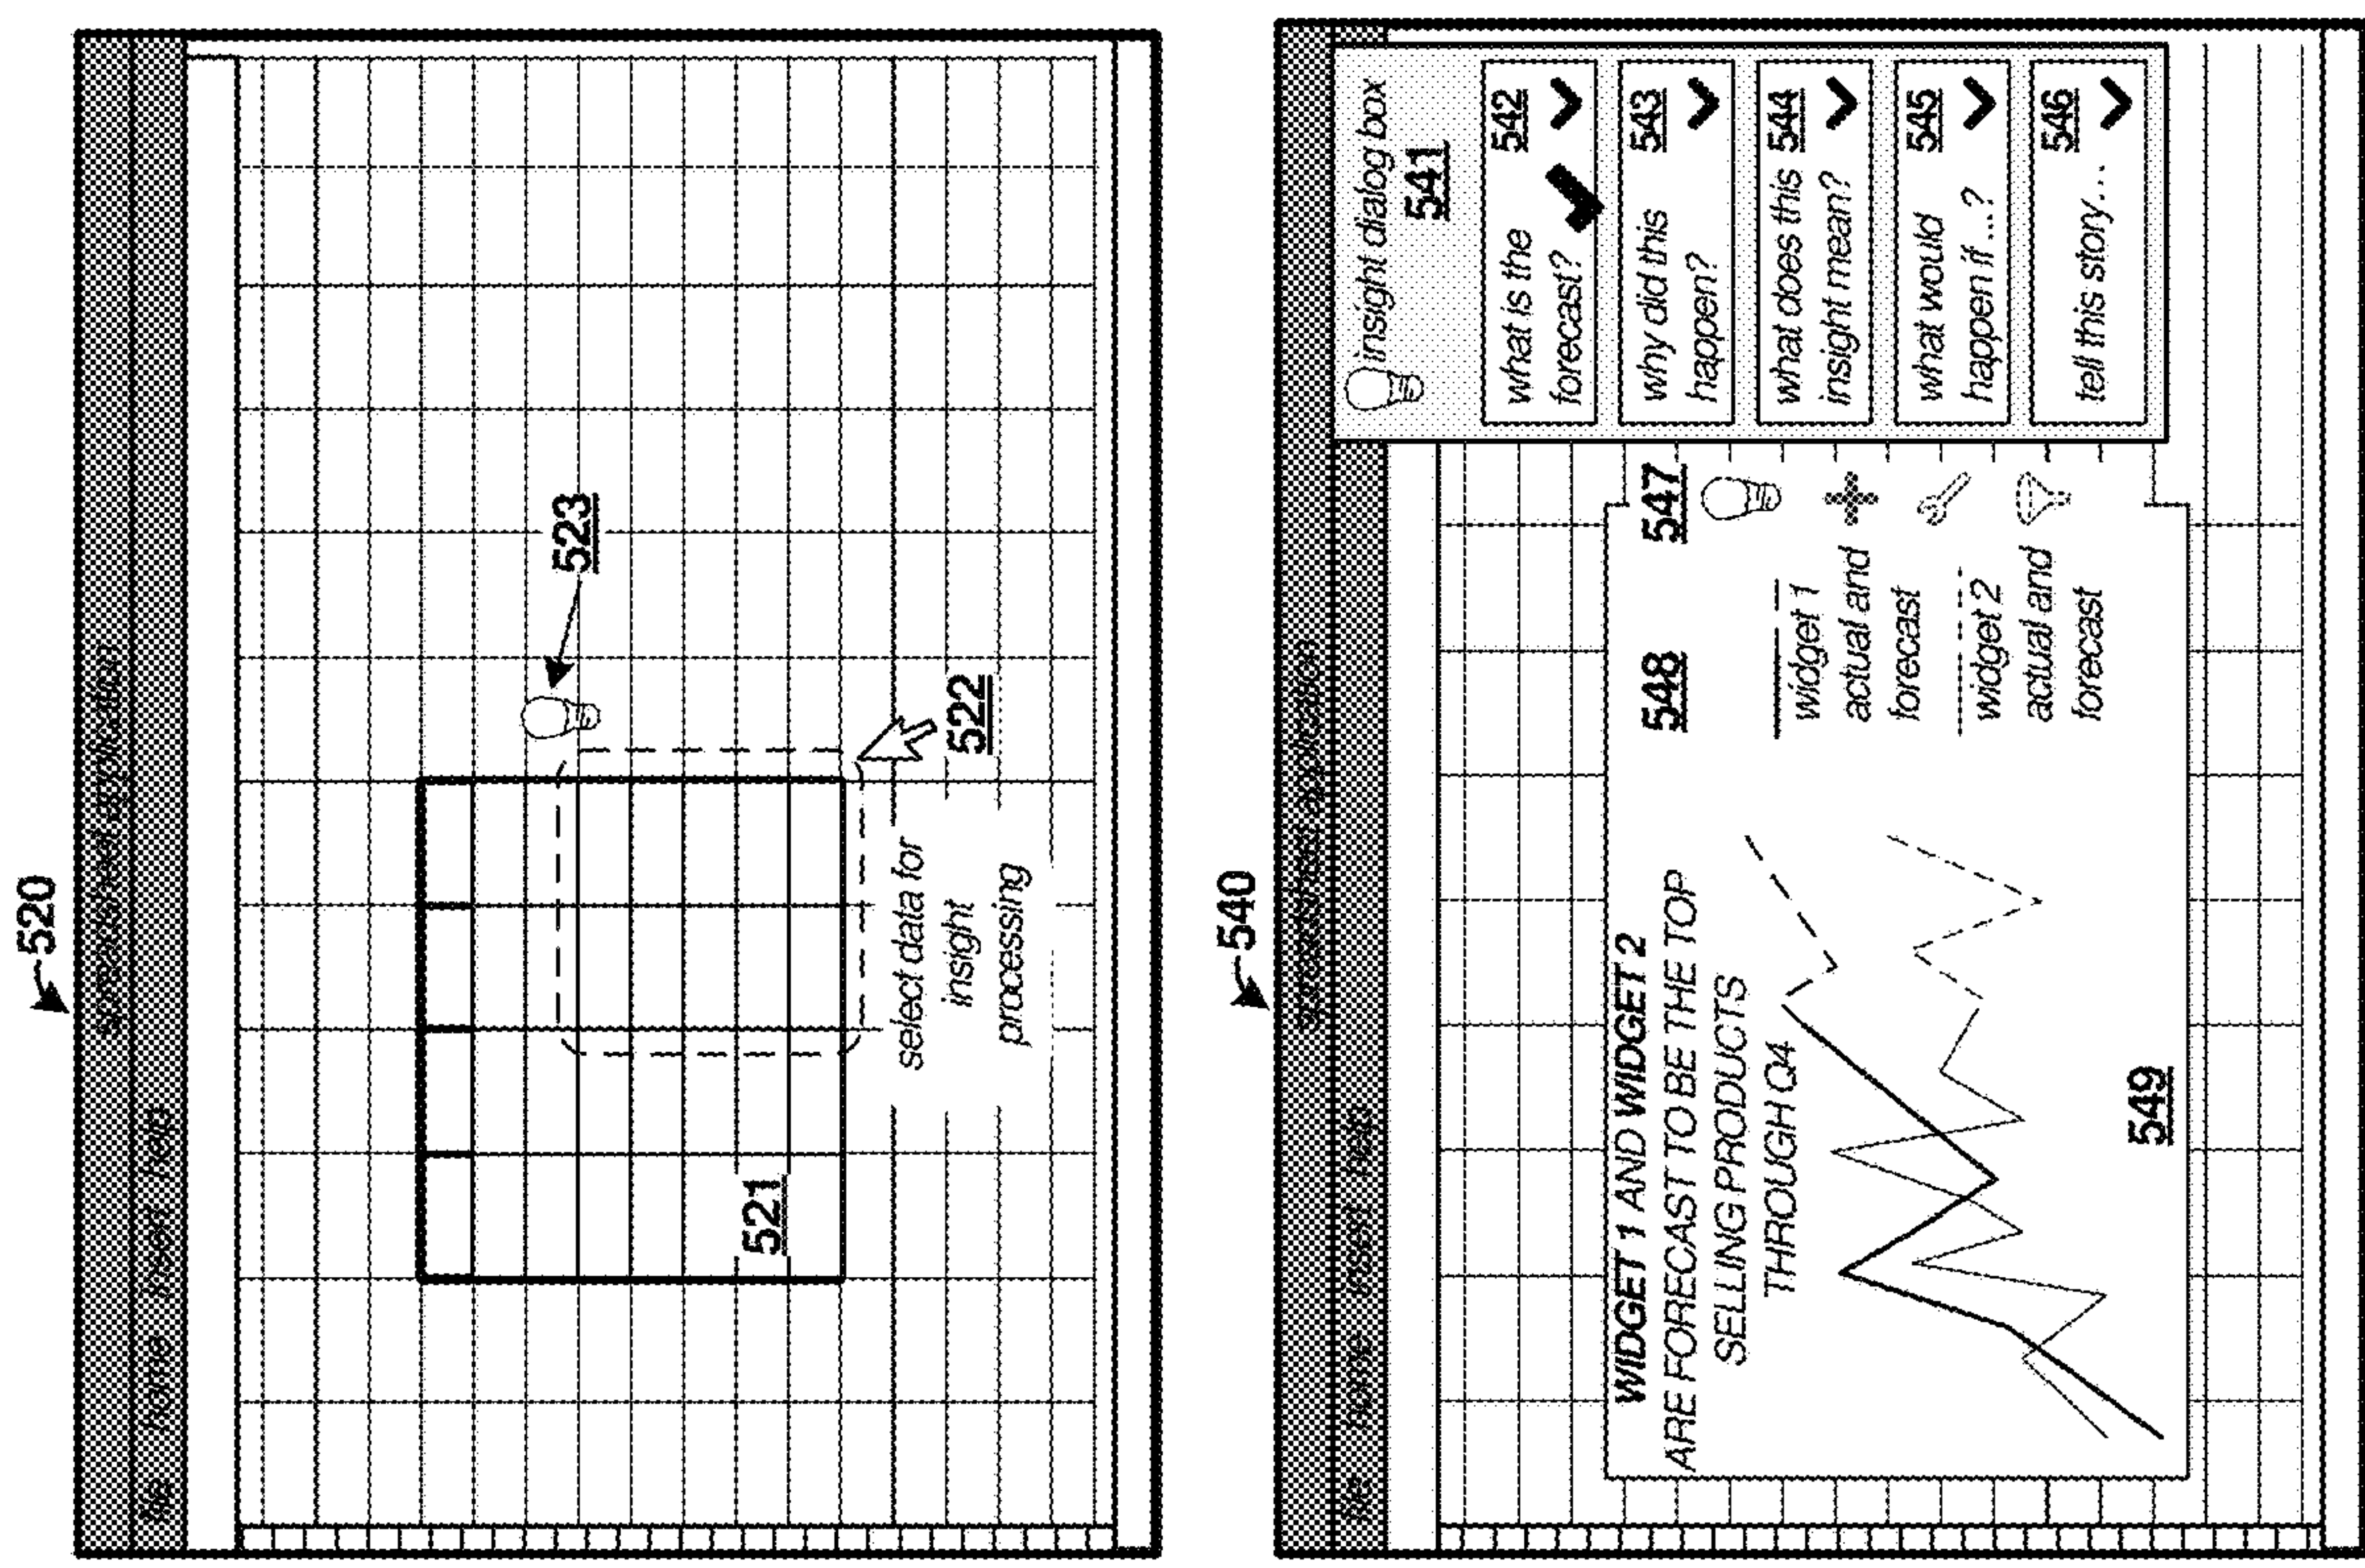 520
spreadsheet application
file home insert help
523
522
521
select data for
insight
processing
540
spreadsheet application
file home insert help
insight dialog box
541
what is the
forecast?
542
why did this
happen?
543
what does this
insight mean?
544
what would
happen if ...?
545
tell this story...
546
WIDGET 1 AND WIDGET 2
ARE FORECAST TO BE THE TOP
SELLING PRODUCTS
THROUGH Q4
548
547
widget 1
actual and
forecast
widget 2
actual and
forecast
549